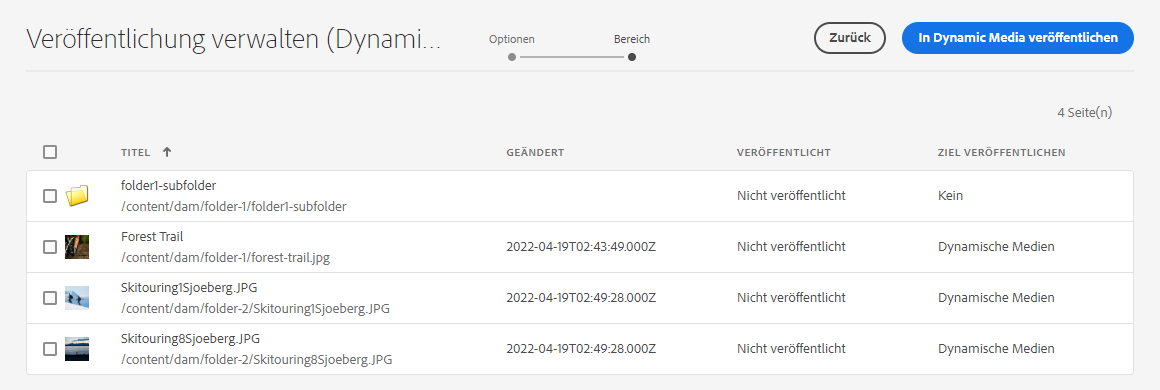 Veröffentlichung verwalten (Dynami...
Optionen
Bereich
Zurück
In Dynamic Media veröffentlichen
4 Seite(n)
TITEL
GEÄNDERT
VERÖFFENTLICHT
ZIEL VERÖFFENTLICHEN
folder1-subfolder
/content/dam/folder-1/folder1-subfolder
Nicht veröffentlicht
Kein
Forest Trail
/content/dam/folder-1/forest-trail.jpg
2022-04-19T02:43:49.000Z
Nicht veröffentlicht
Dynamische Medien
Skitouring1Sjoeberg.JPG
/content/dam/folder-2/Skitouring1Sjoeberg.JPG
2022-04-19T02:49:28.000Z
Nicht veröffentlicht
Dynamische Medien
Skitouring8Sjoeberg.JPG
/content/dam/folder-2/Skitouring8Sjoeberg.JPG
2022-04-19T02:49:28.000Z
Nicht veröffentlicht
Dynamische Medien